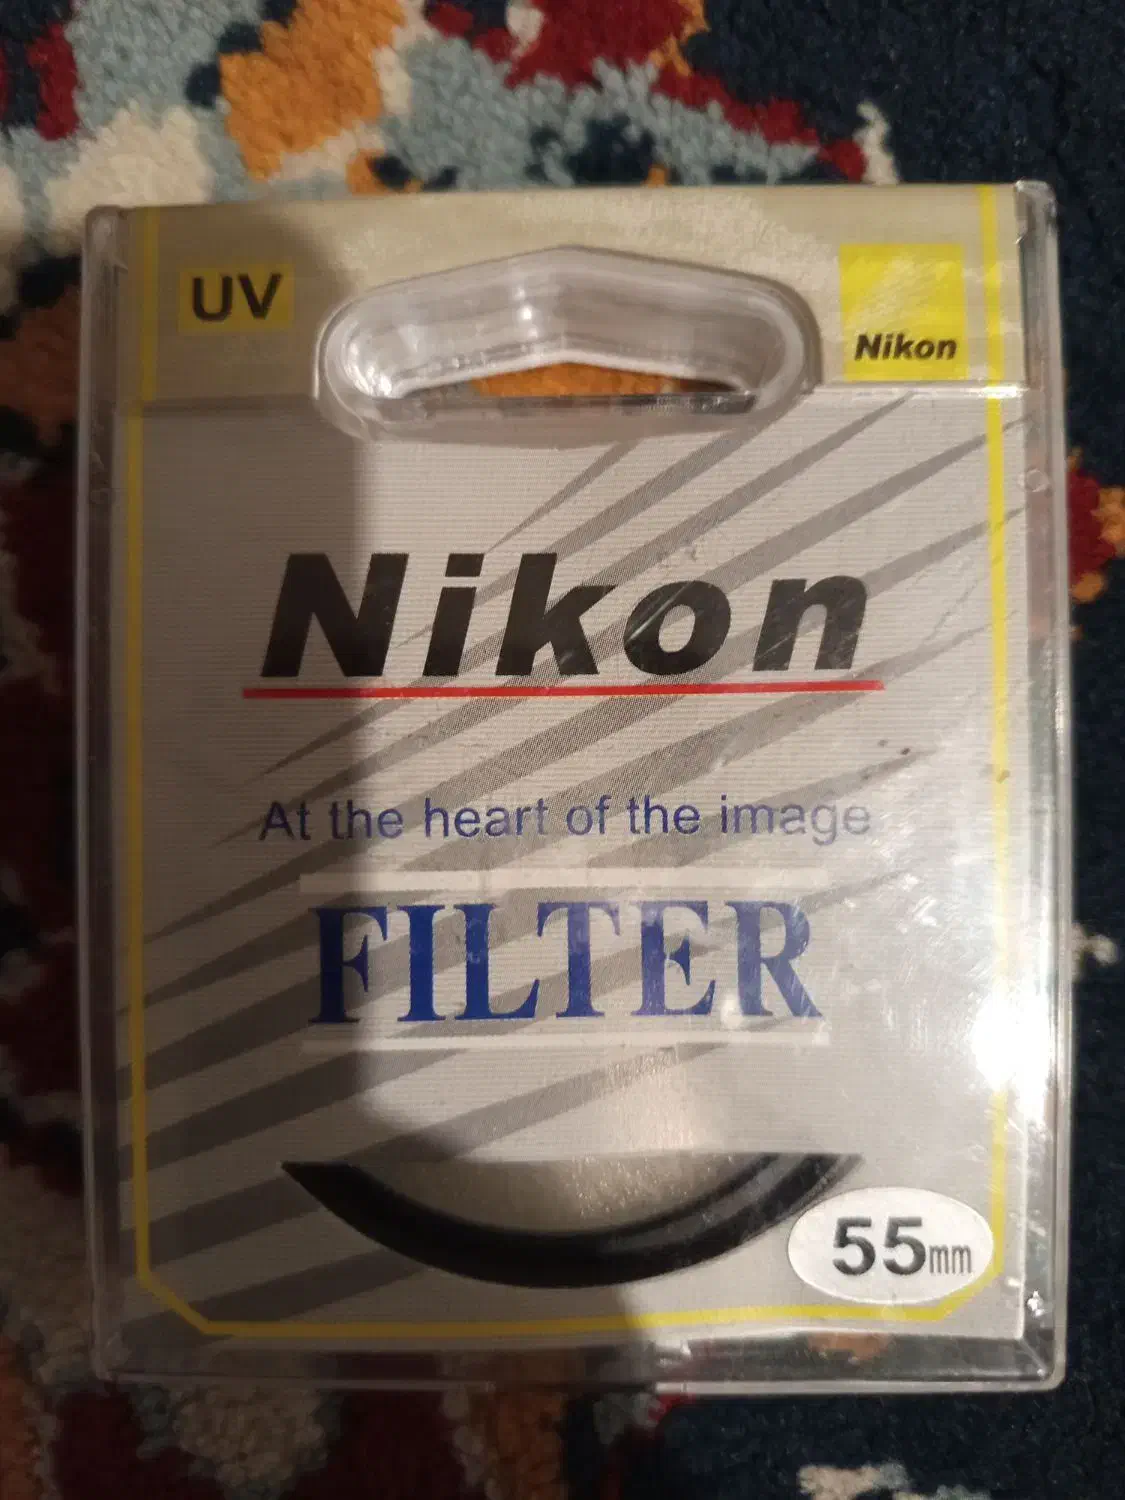 UV
Nikon
Nikon
At the heart of the image
FILTER
55mm